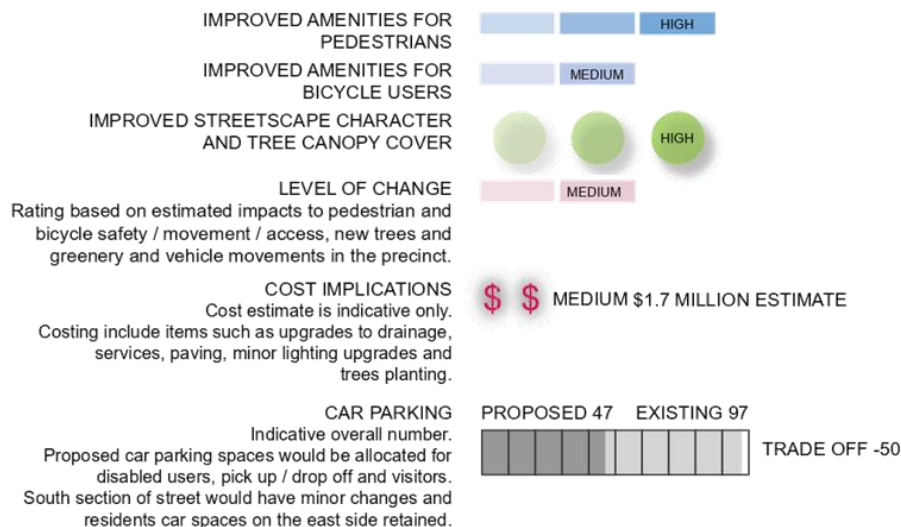 IMPROVED AMENITIES FOR
PEDESTRIANS
HIGH
IMPROVED AMENITIES FOR
BICYCLE USERS
MEDIUM
IMPROVED STREETSCAPE CHARACTER
AND TREE CANOPY COVER
HIGH
LEVEL OF CHANGE
Rating based on estimated impacts to pedestrian and
bicycle safety / movement / access, new trees and
greenery and vehicle movements in the precinct.
MEDIUM
COST IMPLICATIONS
Cost estimate is indicative only.
Costing include items such as upgrades to drainage,
services, paving, minor lighting upgrades and
trees planting.
$ $ MEDIUM $1.7 MILLION ESTIMATE
CAR PARKING
Indicative overall number.
Proposed car parking spaces would be allocated for
disabled users, pick up / drop off and visitors.
South section of street would have minor changes and
residents car spaces on the east side retained.
PROPOSED 47 EXISTING 97
TRADE OFF -50